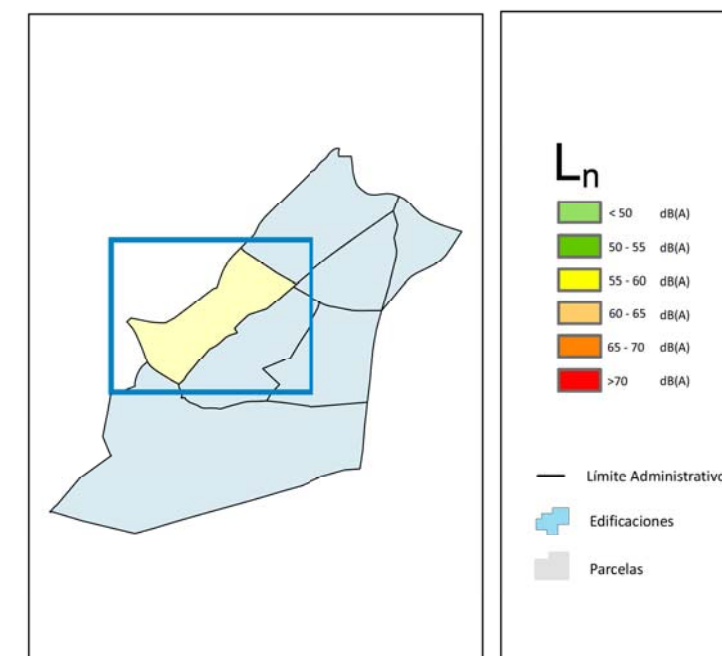 Ln
< 50 dB(A)
50 - 55 dB(A)
55 - 60 dB(A)
60 - 65 dB(A)
65 - 70 dB(A)
>70 dB(A)
Límite Administrativo
Edificaciones
Parcelas